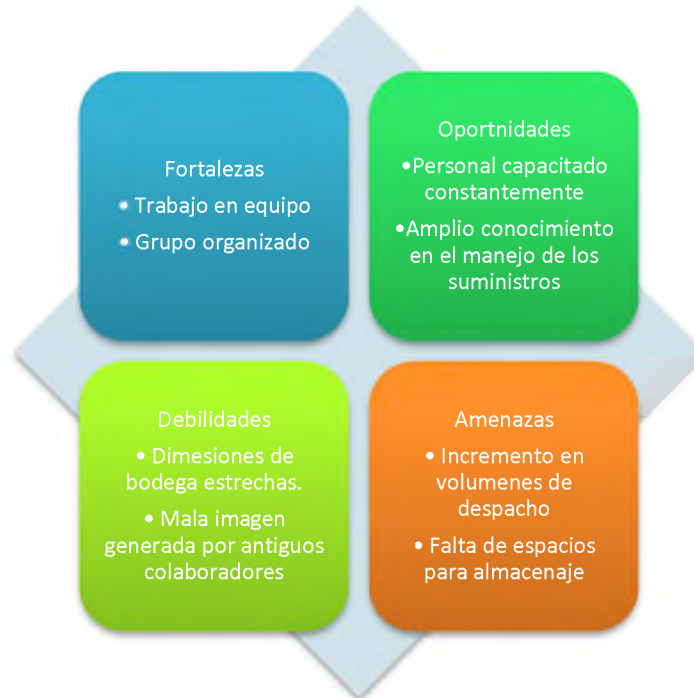 Fortalezas
• Trabajo en equipo
• Grupo organizado
Oportnidades
•Personal capacitado
constantemente
•Amplio conocimiento
en el manejo de los
suministros
Debilidades
• Dimesiones de
bodega estrechas.
• Mala imagen
generada por antiguos
colaboradores
Amenazas
• Incremento en
volumenes de
despacho
• Falta de espacios
para almacenaje